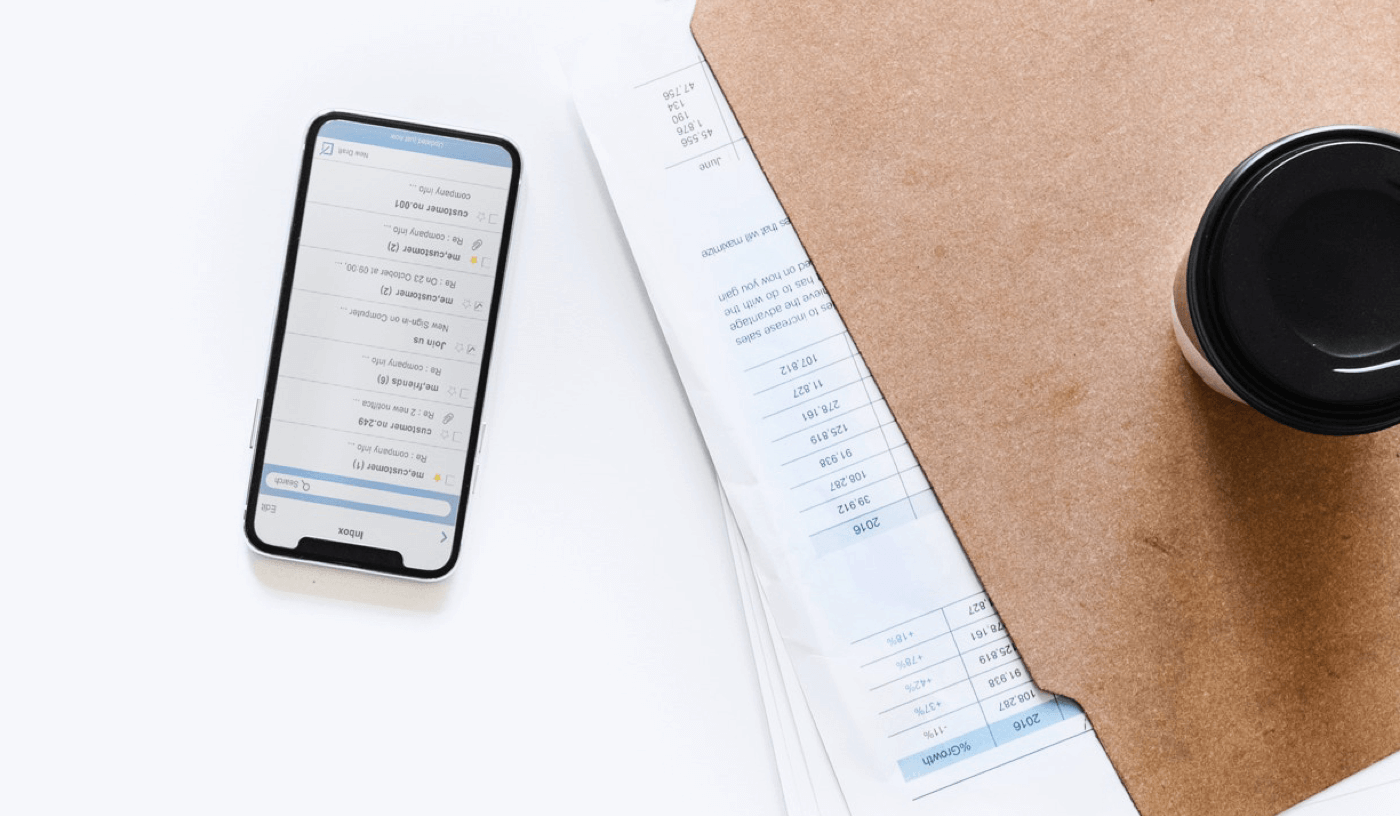 Inbox
Edit
Search
me,customer (1)
Re : company info ...
customer no.249
Re : 2 new notifica ...
me,friends (6)
Re : company info ...
Join us
New Sign-in on Computer ...
me,customer (2)
Re : On 23 October at 09:00, ...
me,customer (2)
Re : company info ...
customer no.001
company info ...
New Draft
Updated Just Now
2016 %Growth
108,287 -11%
91,938 +37%
125,819 +42%
78,161 +78%
1,827 +18%
2016
39,912
108,287
91,938
125,819
278,161
11,827
107,812
es to increase sales
ieve the advantage
has to do with the
ed on how you gain
es that will maximize
June
45,556
1,876
190
134
47,756